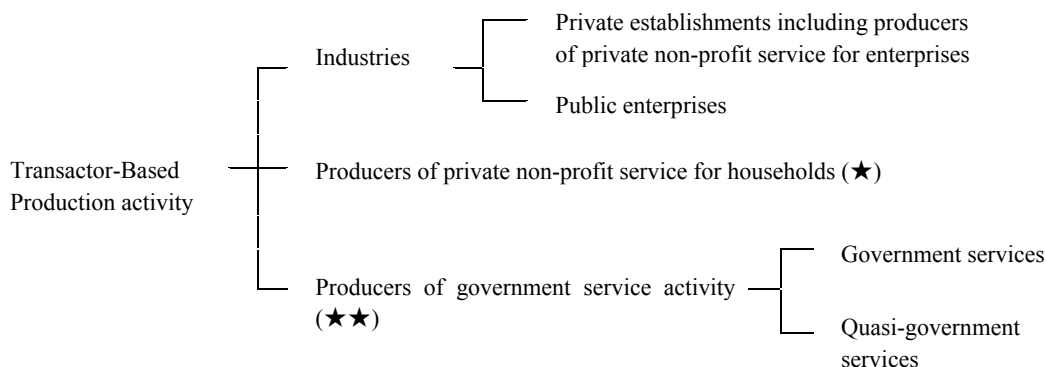 Private establishments including producers
of private non-profit service for enterprises
Industries
Public enterprises
Transactor-Based
Production activity
Producers of private non-profit service for households (★)
Government services
Producers of government service activity
(★★)
Quasi-government
services